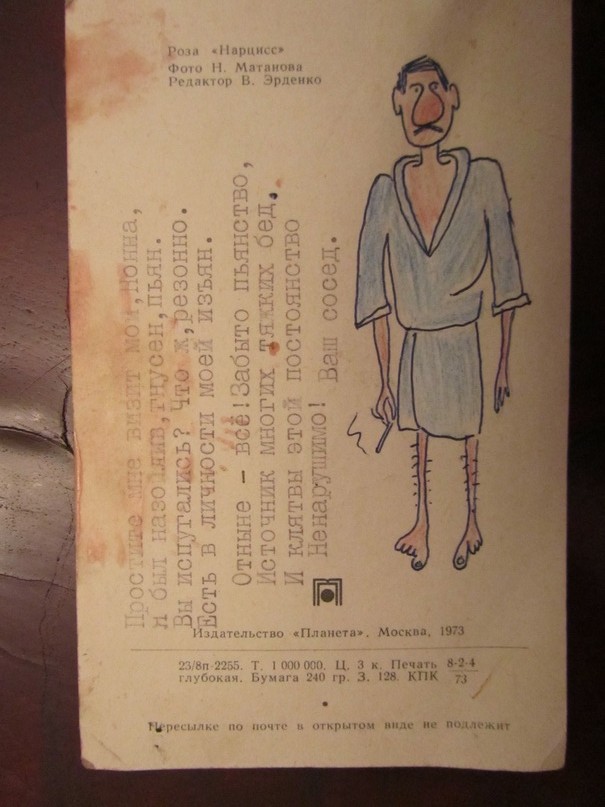 Роза «Нарцисс»
Фото Н. Матанова
Редактор В. Эрденко
Простите мне визит мой, Нонна,
Я был назойлив, гнусен, пьян.
Вы испугались? Что ж, резонно.
Есть в личности моей изъян.
Отныне – все! Забыто пьянство,
Источник многих тяжких бед,
И клятвы этой постоянство
Ненарушимо! Ваш сосед.
Издательство «Планета». Москва, 1973
23/8п-2255. Т. 1 000 000. Ц. 3 к. Печать 8-2-4
глубокая. Бумага 240 гр. З. 128. КПК 73
Пересылке по почте в открытом виде не подлежит